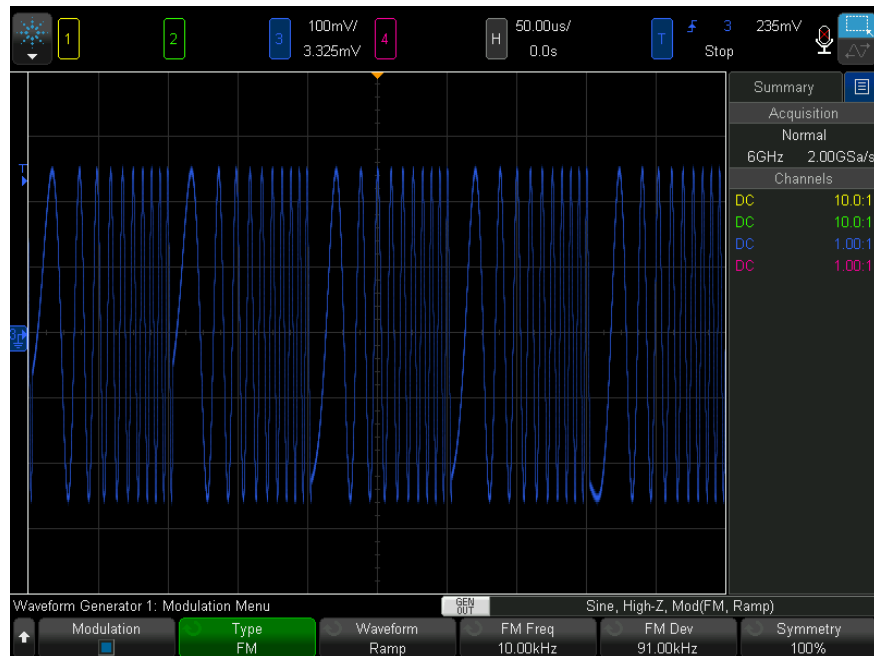 1 2 3 100mV/ 4 H 50.00us/ T 3 235mV
3.325mV 0.0s Stop
Summary
Acquisition
Normal
6GHz 2.00GSa/s
Channels
DC 10.0:1
DC 10.0:1
DC 1.00:1
DC 1.00:1
T
3
Waveform Generator 1: Modulation Menu GEN OUT Sine, High-Z, Mod(FM, Ramp)
Modulation Type Waveform FM Freq FM Dev Symmetry
FM Ramp 10.00kHz 91.00kHz 100%